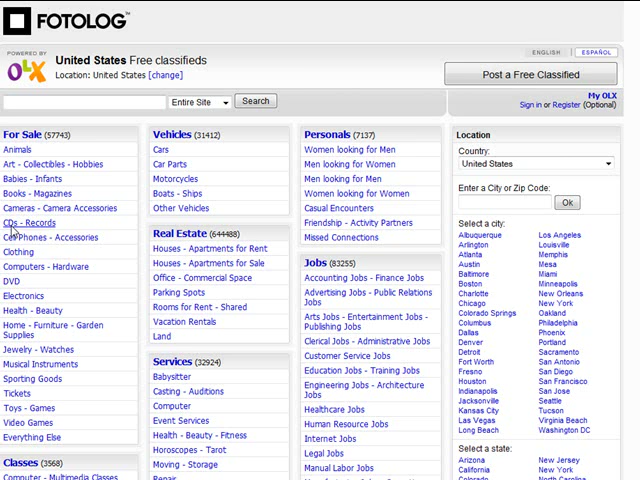 FOTOLOG™
POWERED BY
OLX
United States Free classifieds
Location: United States [change]
ENGLISH
ESPAÑOL
Post a Free Classified
Entire Site
Search
My OLX
Sign in or Register (Optional)
For Sale (57743)
Animals
Art - Collectibles - Hobbies
Babies - Infants
Books - Magazines
Cameras - Camera Accessories
CDs - Records
Cell Phones - Accessories
Clothing
Computers - Hardware
DVD
Electronics
Health - Beauty
Home - Furniture - Garden
Supplies
Jewelry - Watches
Musical Instruments
Sporting Goods
Tickets
Toys - Games
Video Games
Everything Else
Classes (3568)
Computer - Multimedia Classes
Vehicles (31412)
Cars
Car Parts
Motorcycles
Boats - Ships
Other Vehicles
Real Estate (644488)
Houses - Apartments for Rent
Houses - Apartments for Sale
Office - Commercial Space
Parking Spots
Rooms for Rent - Shared
Vacation Rentals
Land
Services (32924)
Babysitter
Casting - Auditions
Computer
Event Services
Health - Beauty - Fitness
Horoscopes - Tarot
Moving - Storage
Repair
Personals (7137)
Women looking for Men
Men looking for Women
Men looking for Men
Women looking for Women
Casual Encounters
Friendship - Activity Partners
Missed Connections
Jobs (83255)
Accounting Jobs - Finance Jobs
Advertising Jobs - Public Relations
Jobs
Arts Jobs - Entertainment Jobs -
Publishing Jobs
Clerical Jobs - Administrative Jobs
Customer Service Jobs
Education Jobs - Training Jobs
Engineering Jobs - Architecture
Jobs
Healthcare Jobs
Human Resource Jobs
Internet Jobs
Legal Jobs
Manual Labor Jobs
Location
Country:
United States
Enter a City or Zip Code:
Ok
Select a city:
Albuquerque
Arlington
Atlanta
Austin
Baltimore
Boston
Charlotte
Chicago
Colorado Springs
Columbus
Dallas
Denver
Detroit
Fort Worth
Fresno
Houston
Indianapolis
Jacksonville
Kansas City
Las Vegas
Long Beach
Los Angeles
Louisville
Memphis
Mesa
Miami
Minneapolis
New Orleans
New York
Oakland
Philadelphia
Phoenix
Portland
Sacramento
San Antonio
San Diego
San Francisco
San Jose
Seattle
Tucson
Virginia Beach
Washington DC
Select a state:
Arizona
California
Colorado
New Jersey
New York
North Carolina